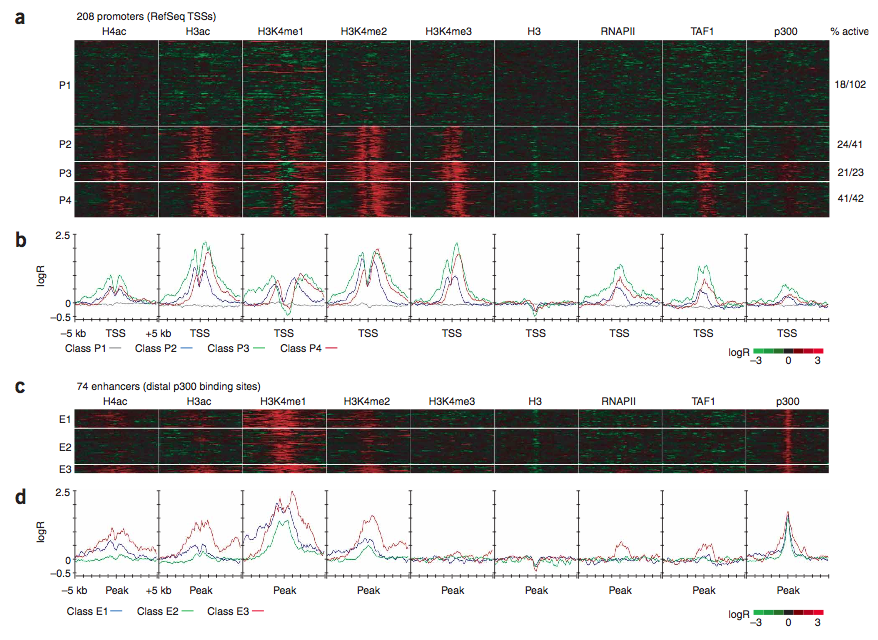 a
208 promoters (RefSeq TSSs)
H4ac H3ac H3K4me1 H3K4me2 H3K4me3 H3 RNAPII TAF1 p300 % active
P1 18/102
P2 24/41
P3 21/23
P4 41/42
b
2.5
logR
0
−0.5
−5 kb TSS +5 kb TSS TSS TSS TSS TSS TSS TSS TSS
Class P1 Class P2 Class P3 Class P4
logR
−3 0 3
c
74 enhancers (distal p300 binding sites)
H4ac H3ac H3K4me1 H3K4me2 H3K4me3 H3 RNAPII TAF1 p300
E1
E2
E3
d
2.5
logR
0
−0.5
−5 kb Peak +5 kb Peak Peak Peak Peak Peak Peak Peak Peak
Class E1 Class E2 Class E3
logR
−3 0 3